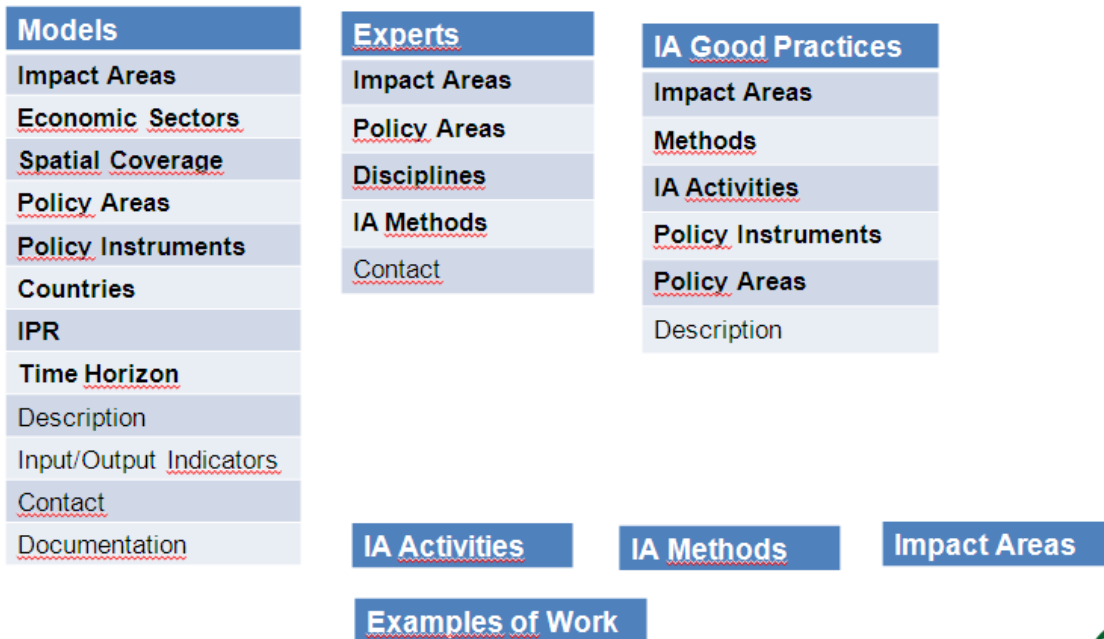 Models
Impact Areas
Economic Sectors
Spatial Coverage
Policy Areas
Policy Instruments
Countries
IPR
Time Horizon
Description
Input/Output Indicators
Contact
Documentation
Experts
Impact Areas
Policy Areas
Disciplines
IA Methods
Contact
IA Good Practices
Impact Areas
Methods
IA Activities
Policy Instruments
Policy Areas
Description
IA Activities
IA Methods
Impact Areas
Examples of Work